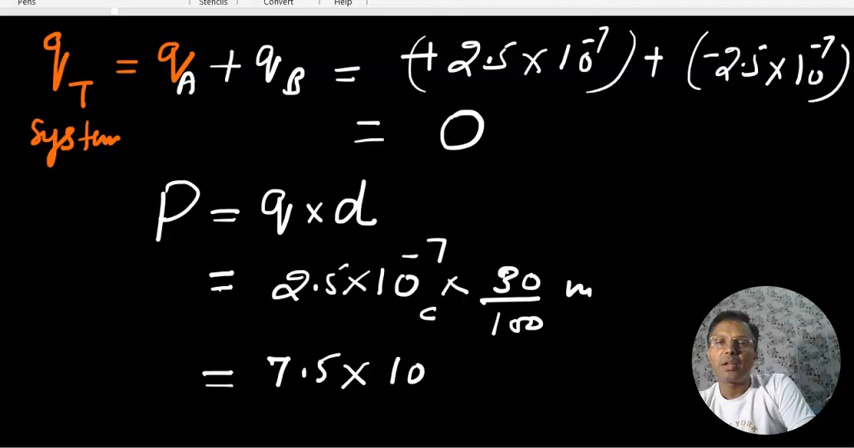 Pens Stencils Convert Help
q_T = q_A + q_B = (+2.5×10⁻⁷) + (-2.5×10⁻⁷)
System
= 0
P = q × d
= 2.5×10⁻⁷ c × 30/100 m
= 7.5×10